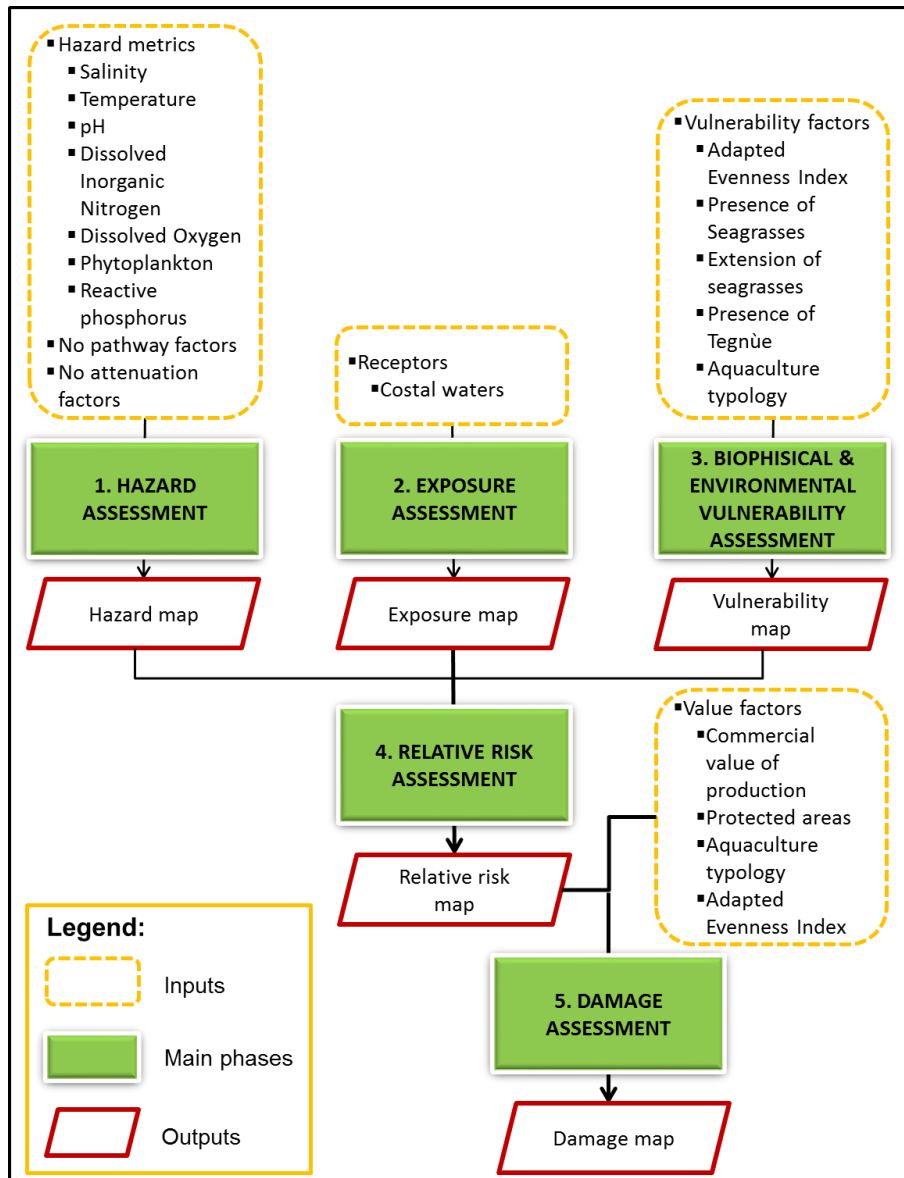 ▪Hazard metrics
▪Salinity
▪Temperature
▪pH
▪Dissolved
Inorganic
Nitrogen
▪Dissolved Oxygen
▪Phytoplankton
▪Reactive
phosphorus
▪No pathway factors
▪No attenuation
factors
▪Receptors
▪Costal waters
▪Vulnerability factors
▪Adapted
Evenness Index
▪Presence of
Seagrasses
▪Extension of
seagrasses
▪Presence of
Tegnùe
▪Aquaculture
typology
1. HAZARD
ASSESSMENT
2. EXPOSURE
ASSESSMENT
3. BIOPHISICAL &
ENVIRONMENTAL
VULNERABILITY
ASSESSMENT
Hazard map
Exposure map
Vulnerability
map
4. RELATIVE RISK
ASSESSMENT
▪Value factors
▪Commercial
value of
production
▪Protected areas
▪Aquaculture
typology
▪Adapted
Evenness Index
Relative risk
map
5. DAMAGE
ASSESSMENT
Damage map
Legend:
Inputs
Main phases
Outputs